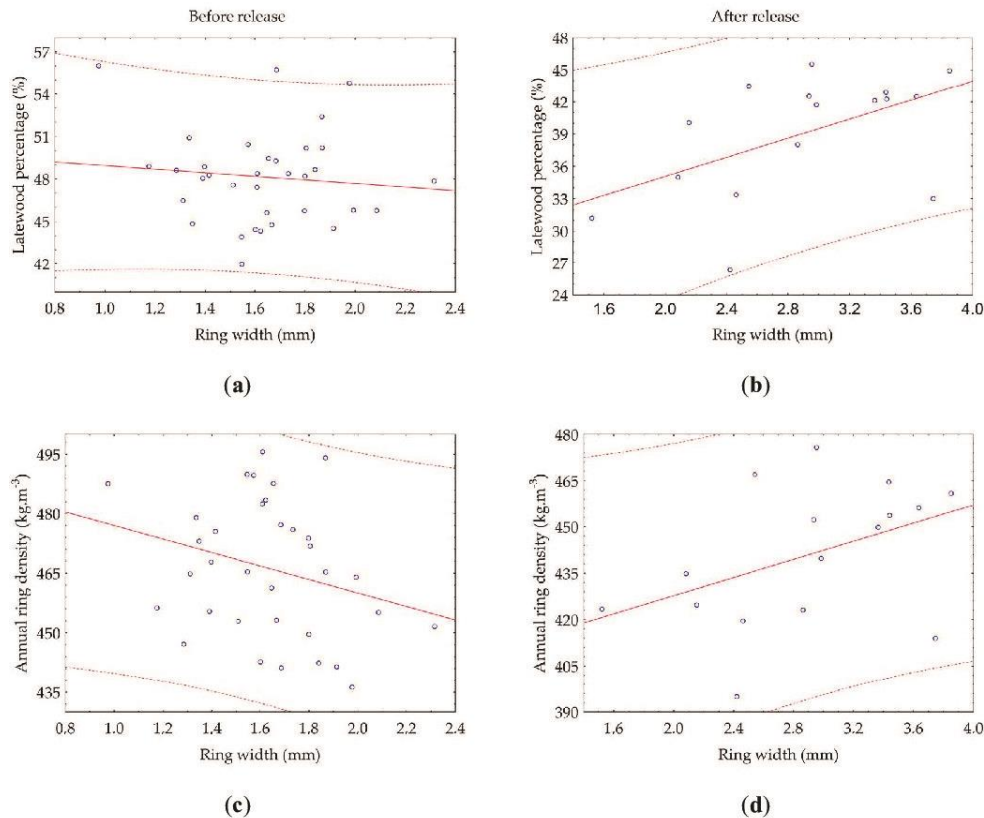 Before release
After release
Latewood percentage (%)
57
54
51
48
45
42
0.8 1.0 1.2 1.4 1.6 1.8 2.0 2.2 2.4
Ring width (mm)
(a)
Latewood percentage (%)
48
45
42
39
36
33
30
27
24
1.6 2.0 2.4 2.8 3.2 3.6 4.0
Ring width (mm)
(b)
Annual ring density (kg.m⁻³)
495
480
465
450
435
0.8 1.0 1.2 1.4 1.6 1.8 2.0 2.2 2.4
Ring width (mm)
(c)
Annual ring density (kg.m⁻³)
480
465
450
435
420
405
390
1.6 2.0 2.4 2.8 3.2 3.6 4.0
Ring width (mm)
(d)